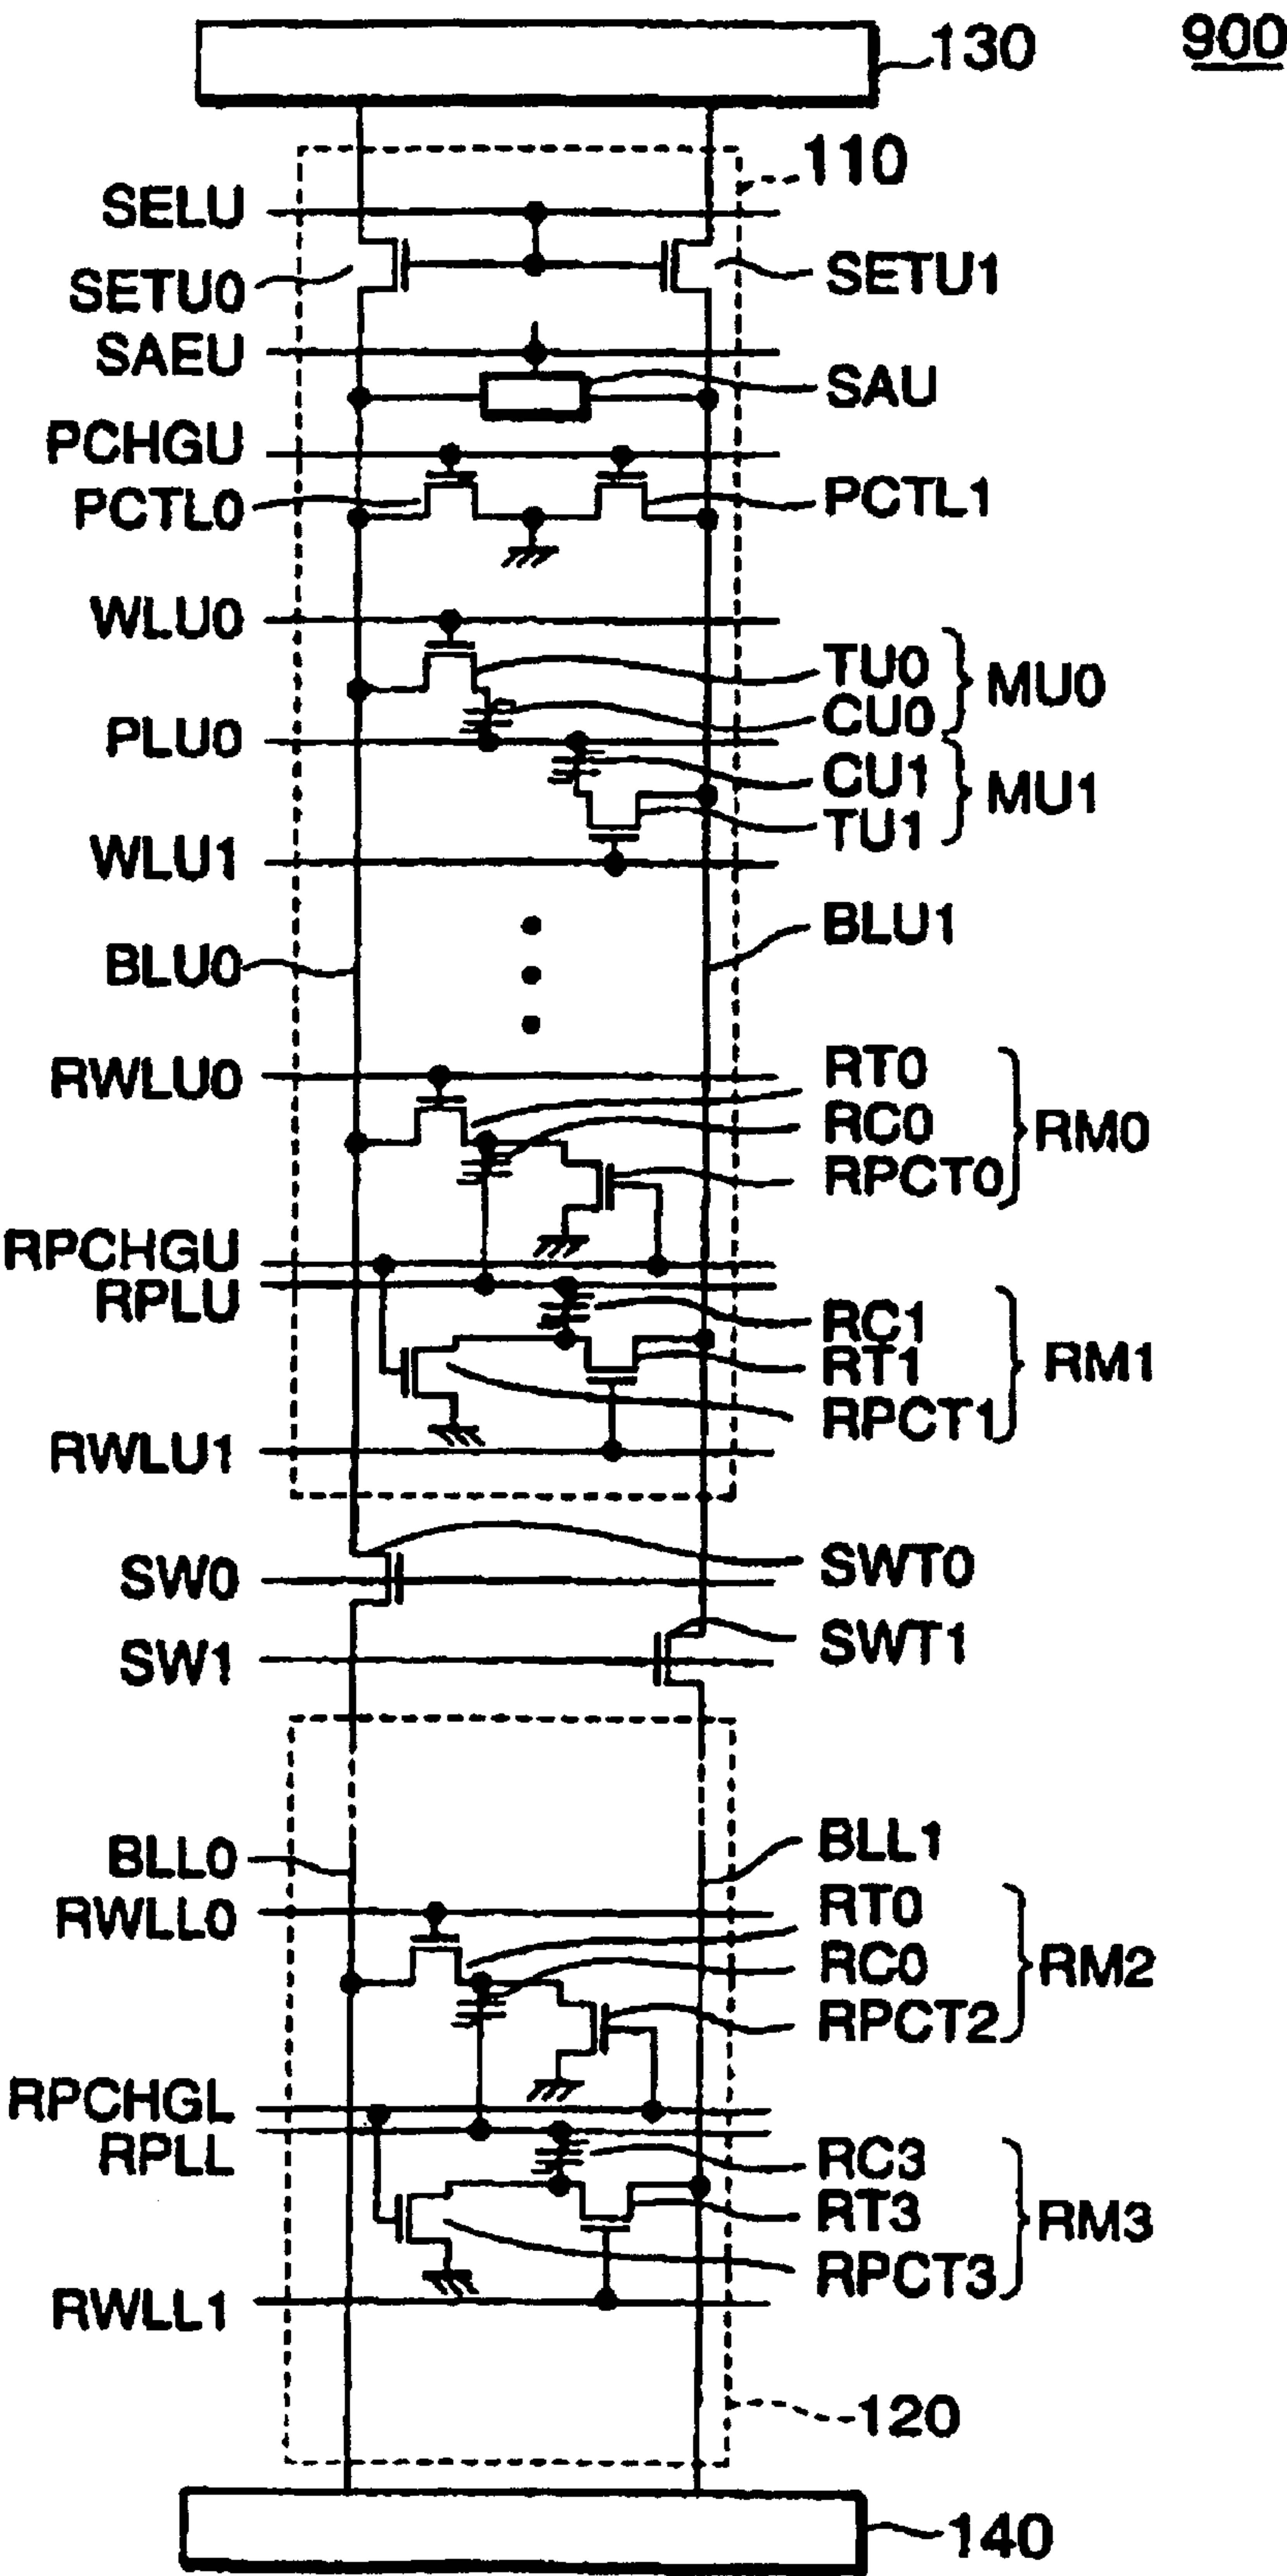 900
130
110
SELU
SETU0
SETU1
SAEU
SAU
PCHGU
PCTL0
PCTL1
WLU0
TU0
MU0
CU0
PLU0
CU1
MU1
TU1
WLU1
BLU1
BLU0
RT0
RWLU0
RC0
RM0
RPCT0
RPCHGU
RPLU
RC1
RT1
RM1
RPCT1
RWLU1
SWT0
SW0
SWT1
SW1
BLL1
BLL0
RT0
RWLL0
RC0
RM2
RPCT2
RPCHGL
RPLL
RC3
RT3
RM3
RPCT3
RWLL1
120
140